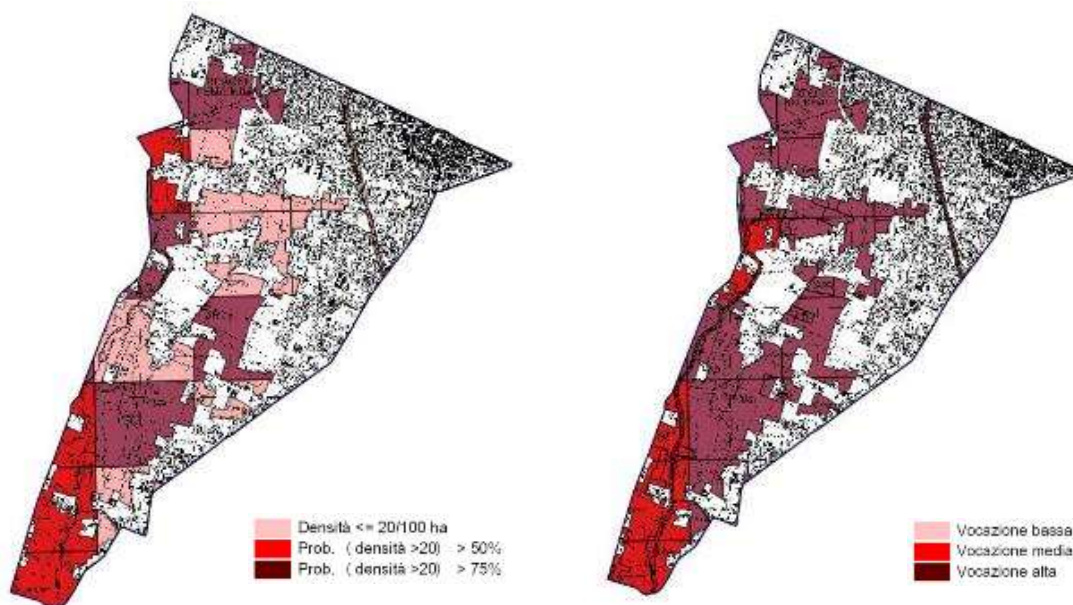 Densità <= 20/100 ha
Prob. ( densità >20) > 50%
Prob. ( densità >20) > 75%
Vocazione bassa
Vocazione media
Vocazione alta